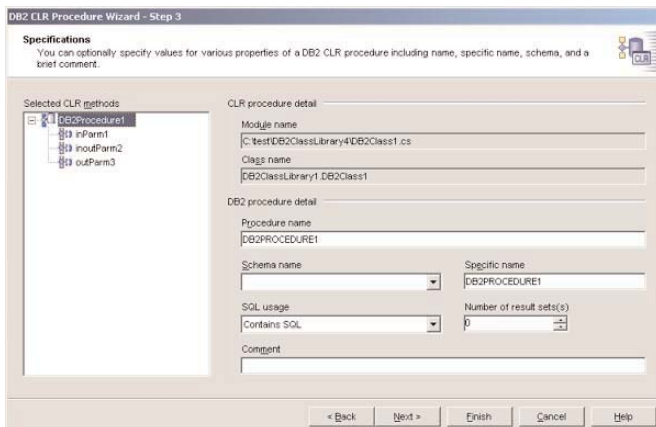 DB2 CLR Procedure Wizard - Step 3
Specifications
You can optionally specify values for various properties of a DB2 CLR procedure including name, specific name, schema, and a
brief comment.
CLR
Selected CLR methods
DB2Procedure1
inParm1
inoutParm2
outParm3
CLR procedure detail
Module name
C:\test\DB2ClassLibrary4\DB2Class1.cs
Class name
DB2ClassLibrary1.DB2Class1
DB2 procedure detail
Procedure name
DB2PROCEDURE1
Schema name
Specific name
DB2PROCEDURE1
SQL usage
Number of result sets(s)
Contains SQL
0
Comment
< Back
Next >
Finish
Cancel
Help